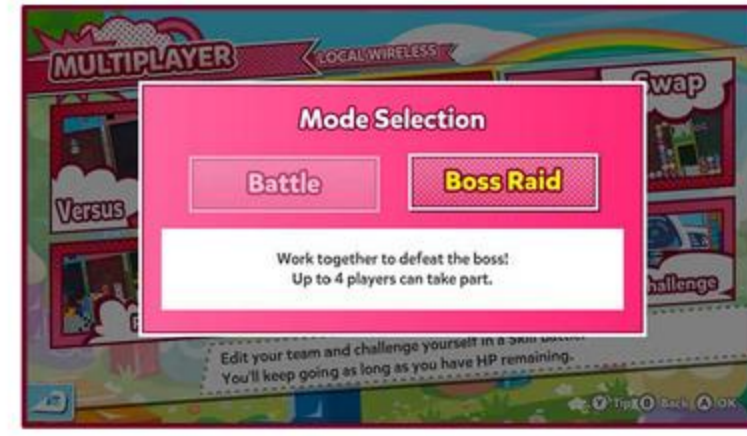 MULTIPLAYER
LOCAL WIRELESS
Swap
Mode Selection
Battle
Boss Raid
Versus
Work together to defeat the boss!
Up to 4 players can take part.
hallenge
P
Edit your team and challenge yourself in a Skill Battle.
You'll keep going as long as you have HP remaining.
Y Tip B Back A OK